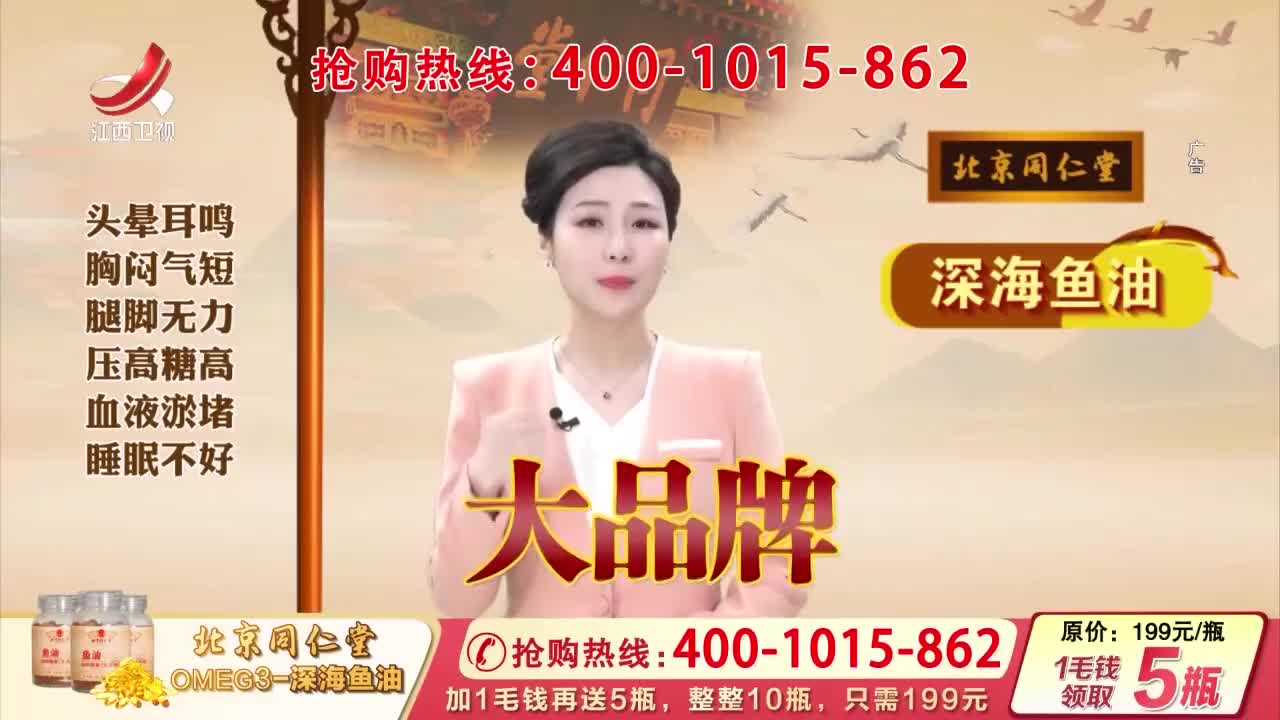 抢购热线：400-1015-862
江西卫视
广告
北京同仁堂
深海鱼油
头晕耳鸣
胸闷气短
腿脚无力
压高糖高
血液淤堵
睡眠不好
大品牌
鱼油
鱼油
北京同仁堂
OMEG3-深海鱼油
抢购热线：400-1015-862
加1毛钱再送5瓶，整整10瓶，只需199元
原价：199元/瓶
1毛钱
领取
5瓶